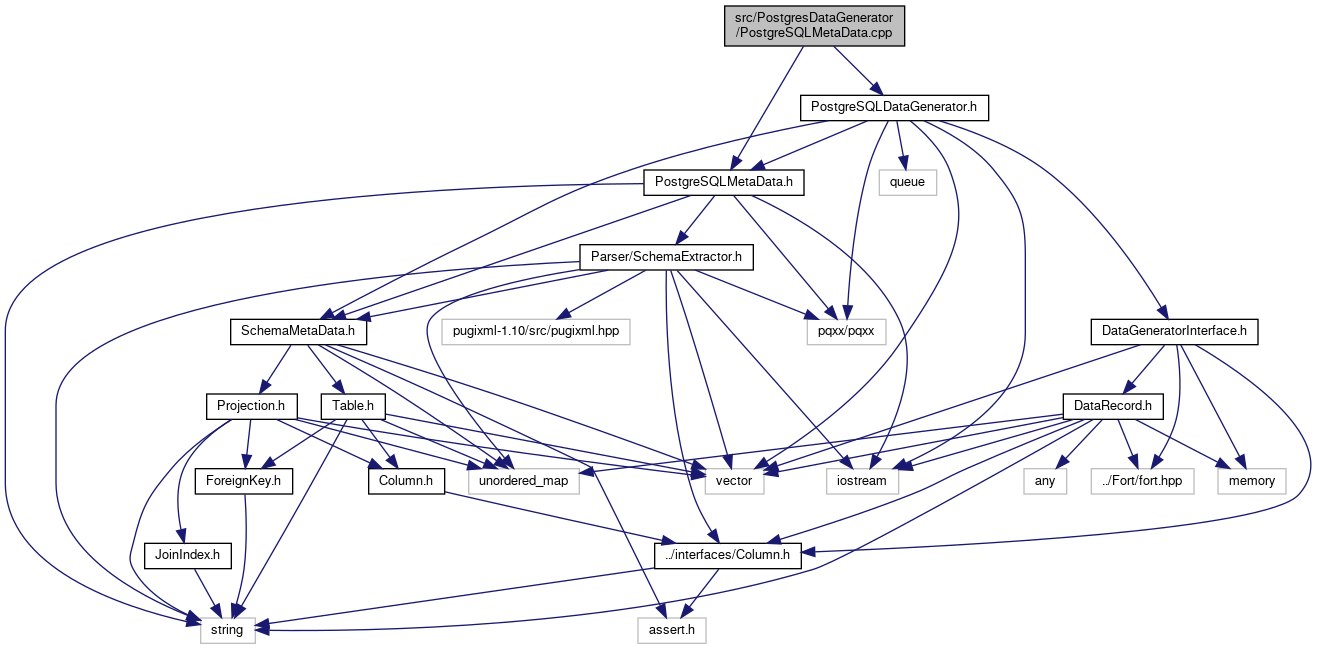 src/PostgresDataGenerator
/PostgreSQLMetaData.cpp
PostgreSQLDataGenerator.h
PostgreSQLMetaData.h
queue
Parser/SchemaExtractor.h
SchemaMetaData.h
pugixml-1.10/src/pugixml.hpp
pqxx/pqxx
DataGeneratorInterface.h
Projection.h
Table.h
DataRecord.h
ForeignKey.h
Column.h
unordered_map
vector
iostream
any
../Fort/fort.hpp
memory
JoinIndex.h
../interfaces/Column.h
string
assert.h